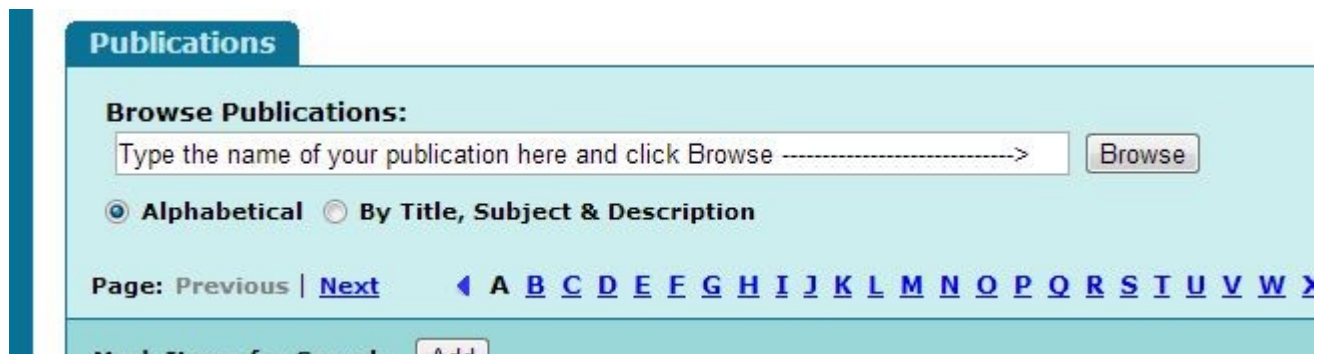 Publications
Browse Publications:
Type the name of your publication here and click Browse -----------------------------> Browse
Alphabetical By Title, Subject & Description
Page: Previous | Next A B C D E F G H I J K L M N O P Q R S T U V W
Add